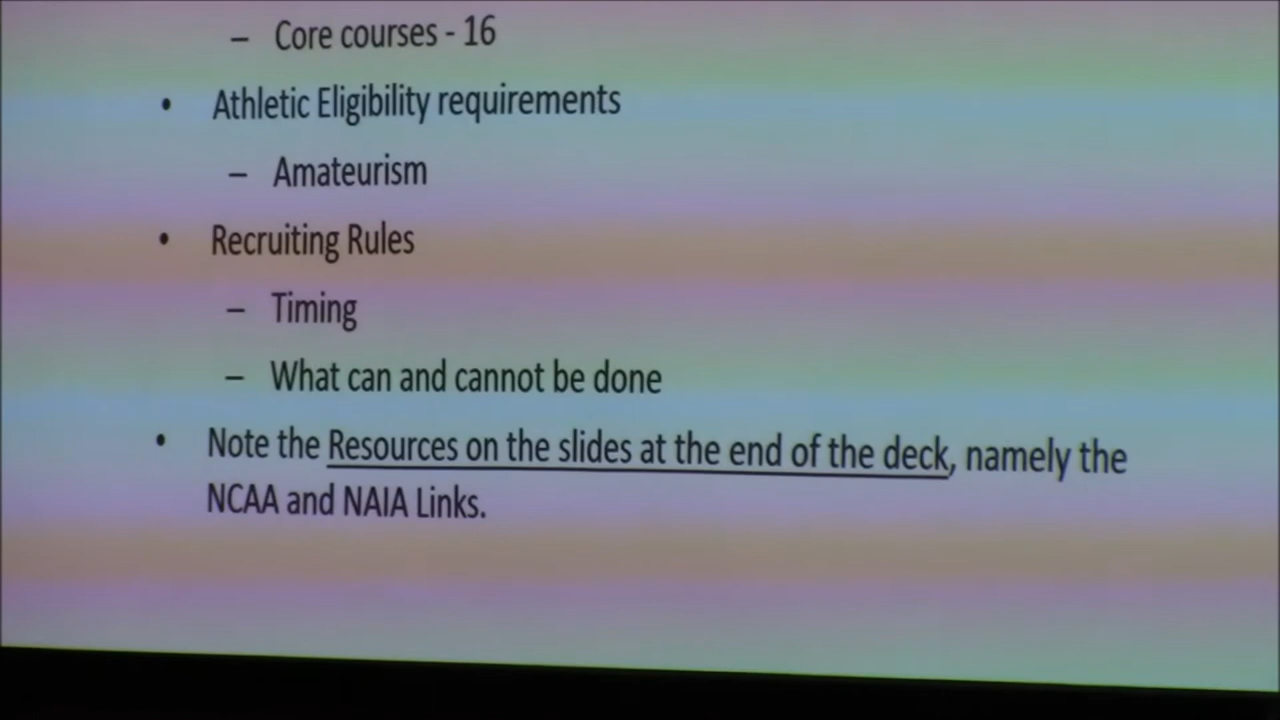 – Core courses - 16
• Athletic Eligibility requirements
– Amateurism
• Recruiting Rules
– Timing
– What can and cannot be done
• Note the Resources on the slides at the end of the deck, namely the
NCAA and NAIA Links.